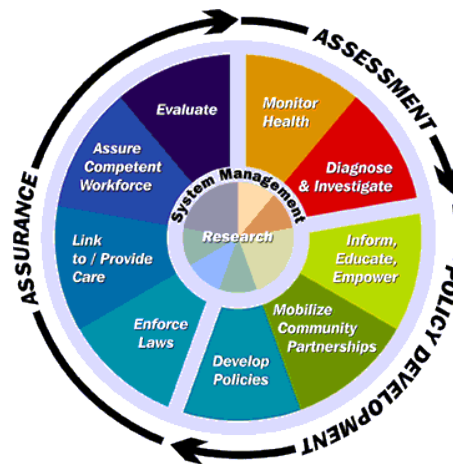 ASSESSMENT
Monitor
Health
Diagnose
& Investigate
POLICY DEVELOPMENT
Inform,
Educate,
Empower
Mobilize
Community
Partnerships
Develop
Policies
ASSURANCE
Enforce
Laws
Link
to / Provide
Care
Assure
Competent
Workforce
Evaluate
System Management
Research